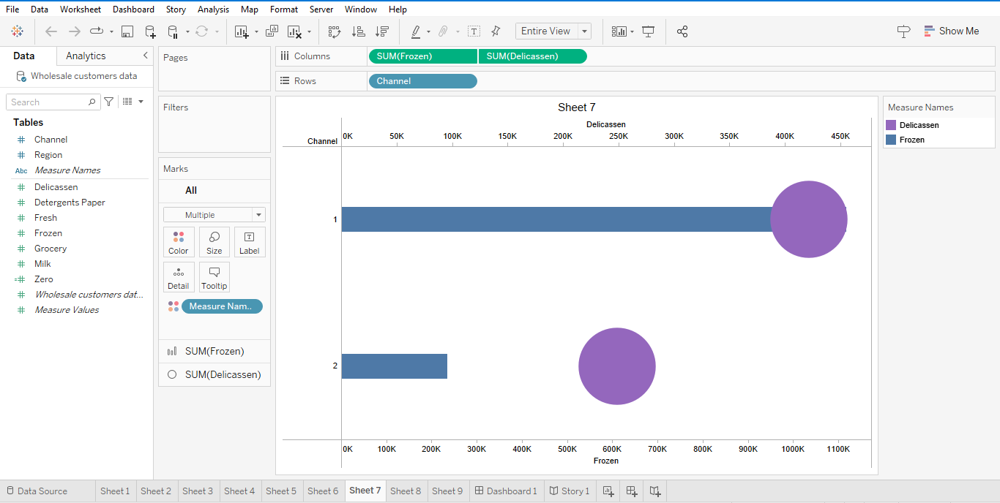 File Data Worksheet Dashboard Story Analysis Map Format Server Window Help
Entire View
Show Me
Data Analytics
Wholesale customers data
Search
Tables
Channel
Region
Abc Measure Names
Delicassen
Detergents Paper
Fresh
Frozen
Grocery
Milk
Zero
Wholesale customers dat...
Measure Values
Pages
Filters
Marks
All
Multiple
Color Size Label
Detail Tooltip
Measure Nam..
SUM(Frozen)
SUM(Delicassen)
Columns SUM(Frozen) SUM(Delicassen)
Rows Channel
Sheet 7
Delicassen
Channel 0K 50K 100K 150K 200K 250K 300K 350K 400K 450K
1
2
0K 100K 200K 300K 400K 500K 600K 700K 800K 900K 1000K 1100K
Frozen
Measure Names
Delicassen
Frozen
Data Source Sheet 1 Sheet 2 Sheet 3 Sheet 4 Sheet 5 Sheet 6 Sheet 7 Sheet 8 Sheet 9 Dashboard 1 Story 1